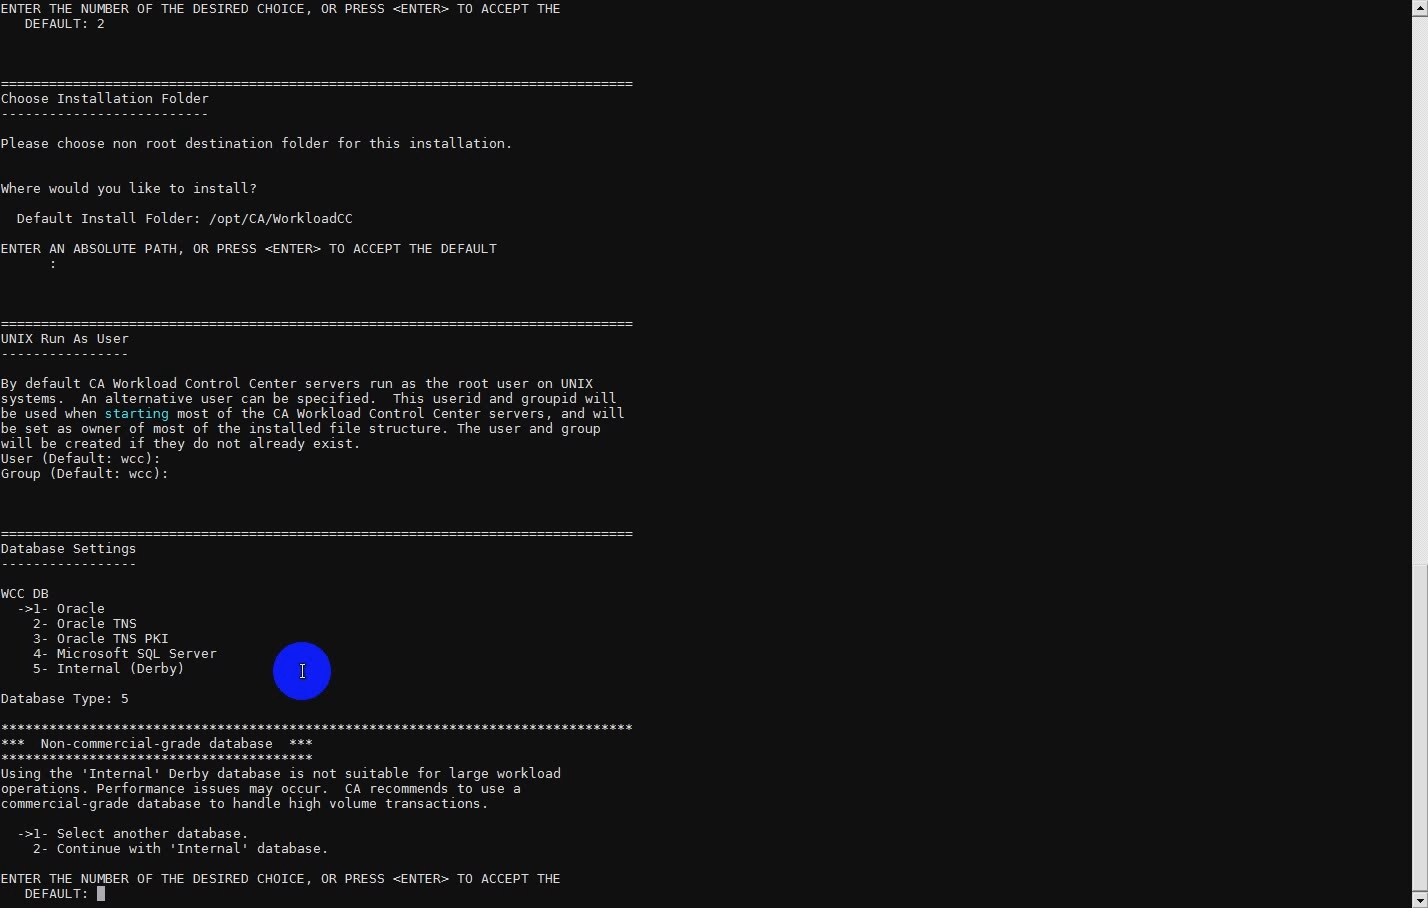 ENTER THE NUMBER OF THE DESIRED CHOICE, OR PRESS <ENTER> TO ACCEPT THE
   DEFAULT: 2
===============================================================================
Choose Installation Folder
--------------------------
Please choose non root destination folder for this installation.
Where would you like to install?
  Default Install Folder: /opt/CA/WorkloadCC
ENTER AN ABSOLUTE PATH, OR PRESS <ENTER> TO ACCEPT THE DEFAULT
      :
===============================================================================
UNIX Run As User
----------------
By default CA Workload Control Center servers run as the root user on UNIX
systems.  An alternative user can be specified.  This userid and groupid will
be used when starting most of the CA Workload Control Center servers, and will
be set as owner of most of the installed file structure. The user and group
will be created if they do not already exist.
User (Default: wcc):
Group (Default: wcc):
===============================================================================
Database Settings
-----------------
WCC DB
  ->1- Oracle
    2- Oracle TNS
    3- Oracle TNS PKI
    4- Microsoft SQL Server
    5- Internal (Derby)
Database Type: 5
*******************************************************************************
***  Non-commercial-grade database  ***
***************************************
Using the 'Internal' Derby database is not suitable for large workload
operations. Performance issues may occur.  CA recommends to use a
commercial-grade database to handle high volume transactions.
  ->1- Select another database.
    2- Continue with 'Internal' database.
ENTER THE NUMBER OF THE DESIRED CHOICE, OR PRESS <ENTER> TO ACCEPT THE
   DEFAULT: